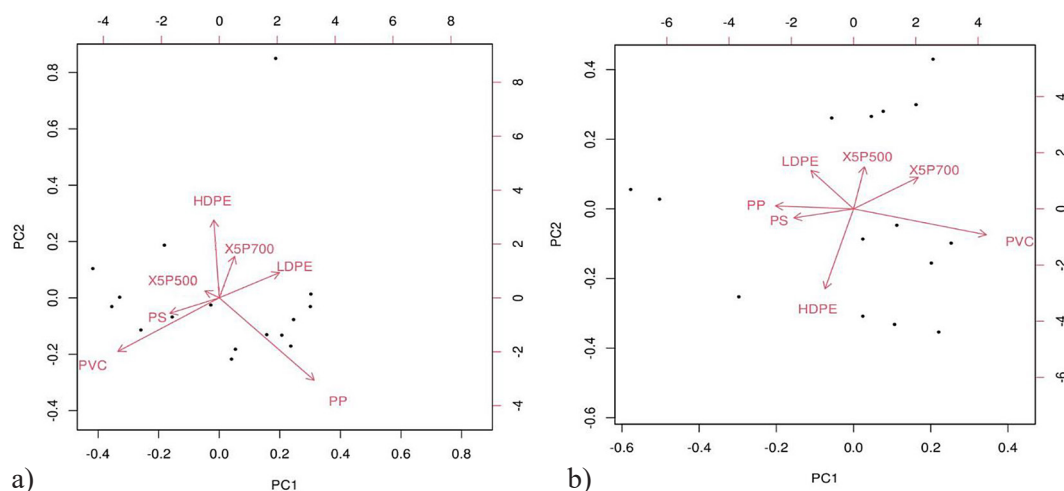 -4 -2 0 2 4 6 8
0.8
0.6
0.4
0.2
0.0
-0.2
-0.4
8
6
4
2
0
-2
-4
HDPE
X5P700
LDPE
X5P500
PS
PVC
PP
PC2
-0.4 -0.2 0.0 0.2 0.4 0.6 0.8
PC1
a)
-6 -4 -2 0 2 4
0.4
0.2
0.0
-0.2
-0.4
-0.6
4
2
0
-2
-4
-6
LDPE
X5P500
X5P700
PP
PS
PVC
HDPE
PC2
-0.6 -0.4 -0.2 0.0 0.2 0.4
PC1
b)